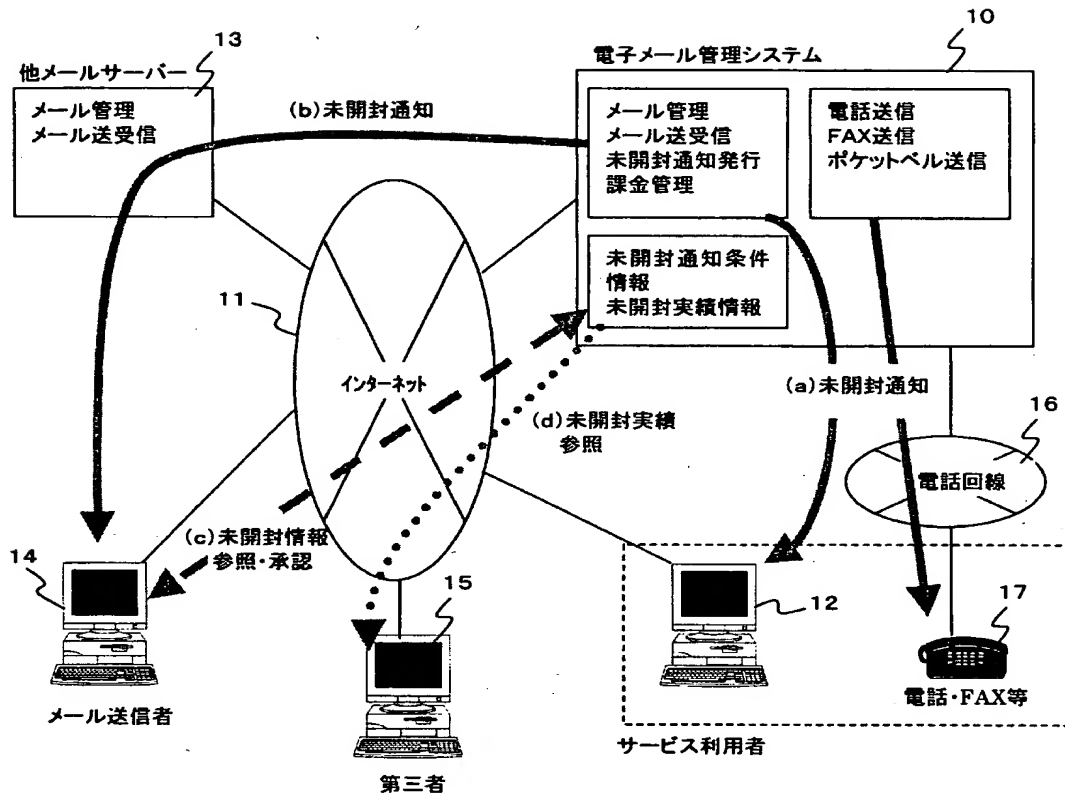 13
10
他メールサーバー
電子メール管理システム
メール管理
メール送受信
(b)未開封通知
メール管理
メール送受信
未開封通知発行
課金管理
電話送信
FAX送信
ポケットベル送信
未開封通知条件
情報
未開封実績情報
11
インターネット
(a)未開封通知
(d)未開封実績
参照
16
電話回線
(c)未開封情報
参照・承認
14
15
12
17
メール送信者
第三者
電話・FAX等
サービス利用者